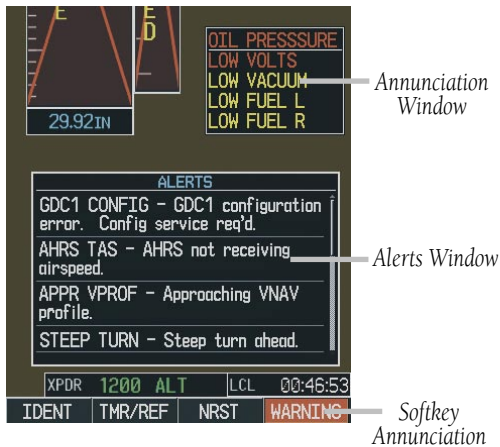 E
D
OIL PRESSSURE
LOW VOLTS
LOW VACUUM
LOW FUEL L
LOW FUEL R
Annunciation
Window
29.92IN
ALERTS
GDC1 CONFIG – GDC1 configuration
error. Config service req'd.
AHRS TAS – AHRS not receiving
airspeed.
Alerts Window
APPR VPROF – Approaching VNAV
profile.
STEEP TURN – Steep turn ahead.
XPDR 1200 ALT LCL 00:46:53
IDENT TMR/REF NRST WARNING
Softkey
Annunciation